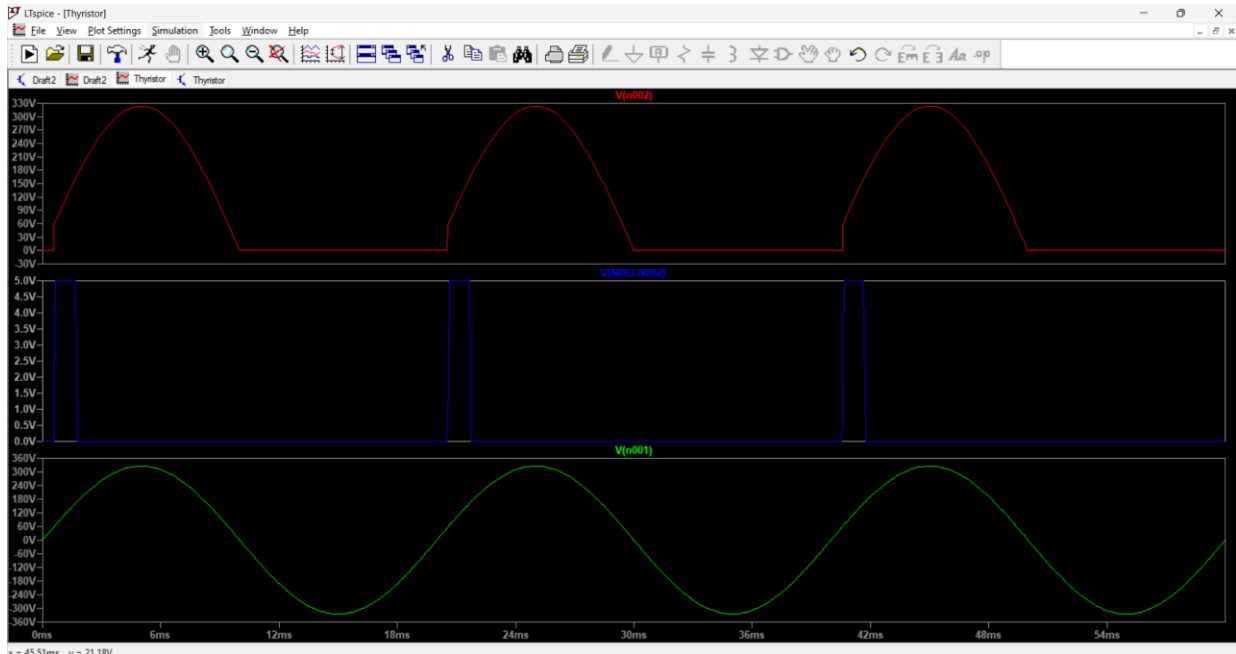 LTspice - [Thyristor]
File View Plot Settings Simulation Tools Window Help
Draft2 Draft2 Thyristor Thyristor
V(n002)
330V
300V
270V
240V
210V
180V
150V
120V
90V
60V
30V
0V
-30V
V(N003,N002)
5.0V
4.5V
4.0V
3.5V
3.0V
2.5V
2.0V
1.5V
1.0V
0.5V
0.0V
V(n001)
360V
300V
240V
180V
120V
60V
0V
-60V
-120V
-180V
-240V
-300V
-360V
0ms 6ms 12ms 18ms 24ms 30ms 36ms 42ms 48ms 54ms
x = 45.51ms y = 21.18V